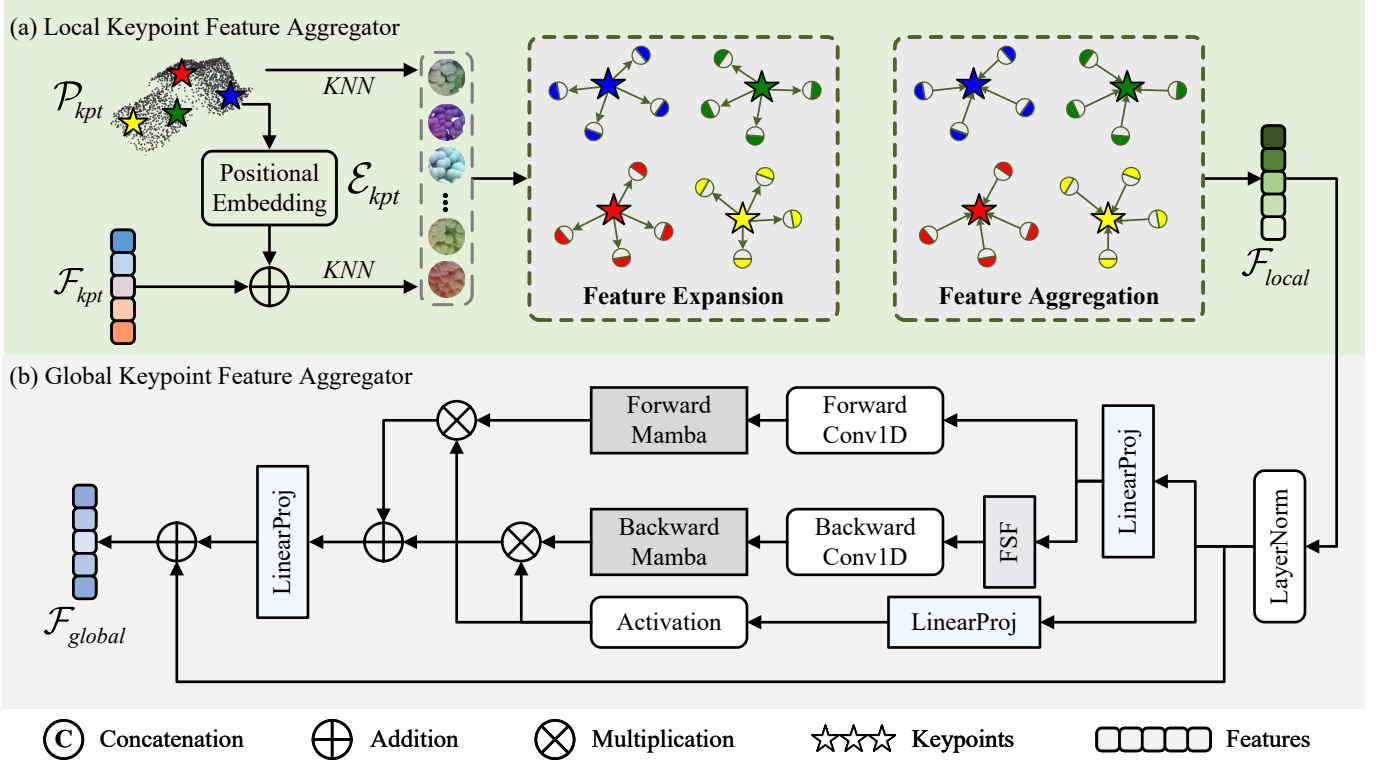 (a) Local Keypoint Feature Aggregator
P_kpt
KNN
Positional
Embedding
E_kpt
F_kpt
KNN
Feature Expansion
Feature Aggregation
F_local
(b) Global Keypoint Feature Aggregator
Forward
Mamba
Forward
Conv1D
LinearProj
LinearProj
Backward
Mamba
Backward
Conv1D
FSF
LayerNorm
F_global
Activation
LinearProj
C Concatenation
Addition
Multiplication
Keypoints
Features